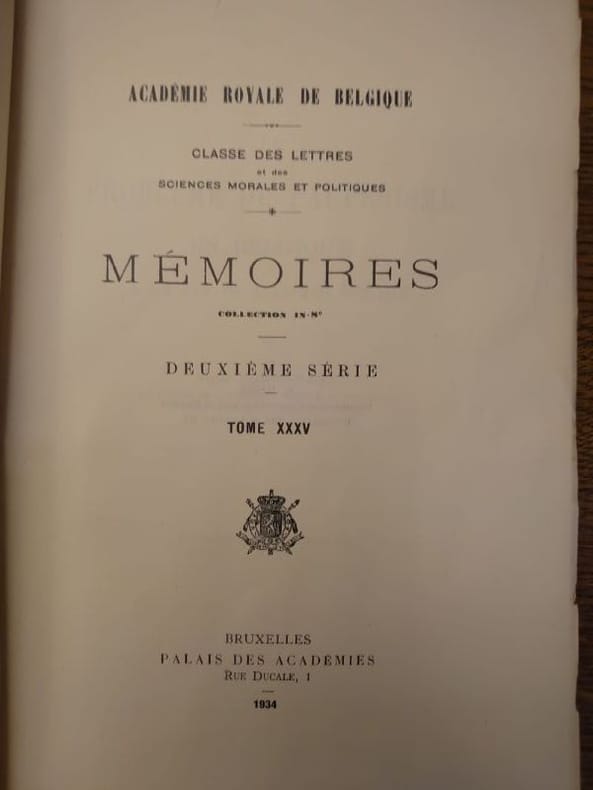 ACADÉMIE ROYALE DE BELGIQUE
CLASSE DES LETTRES
et des
SCIENCES MORALES ET POLITIQUES
MÉMOIRES
COLLECTION IN-8°
DEUXIÈME SÉRIE
TOME XXXV
BRUXELLES
PALAIS DES ACADÉMIES
RUE DUCALE, 1
1934